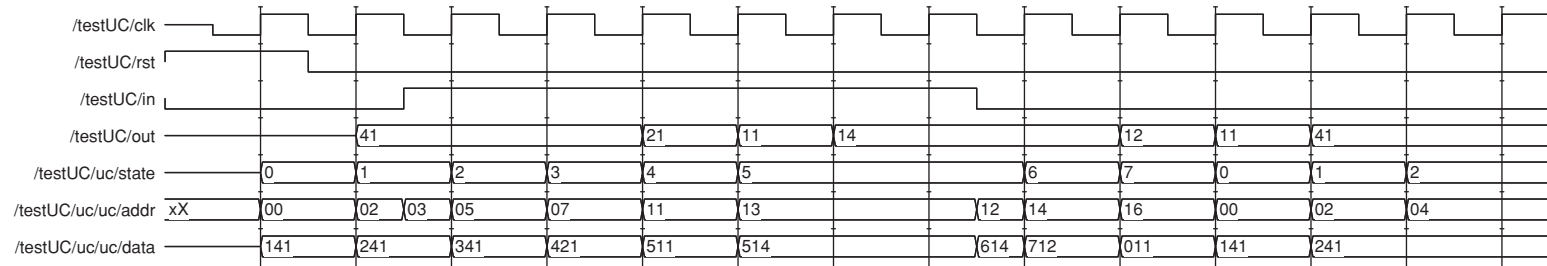 /testUC/clk
/testUC/rst
/testUC/in
/testUC/out 41 21 11 14 12 11 41
/testUC/uc/state 0 1 2 3 4 5 6 7 0 1 2
/testUC/uc/uc/addr xX 00 02 03 05 07 11 13 12 14 16 00 02 04
/testUC/uc/uc/data 141 241 341 421 511 514 614 712 011 141 241